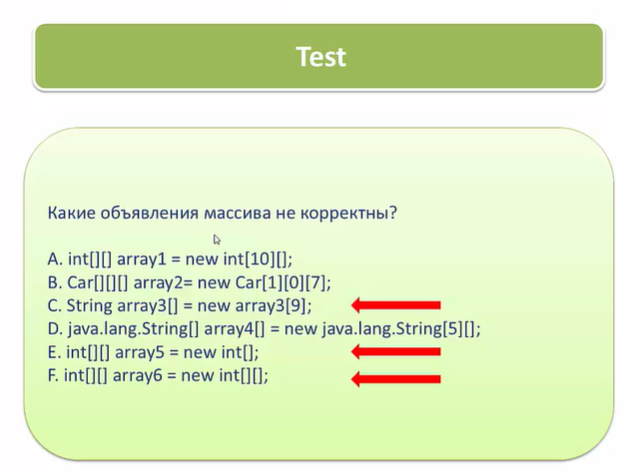 Test
Какие объявления массива не корректны?
A. int[][] array1 = new int[10][];
B. Car[][][] array2= new Car[1][0][7];
C. String array3[] = new array3[9];
D. java.lang.String[] array4[] = new java.lang.String[5][];
E. int[][] array5 = new int[];
F. int[][] array6 = new int[][];